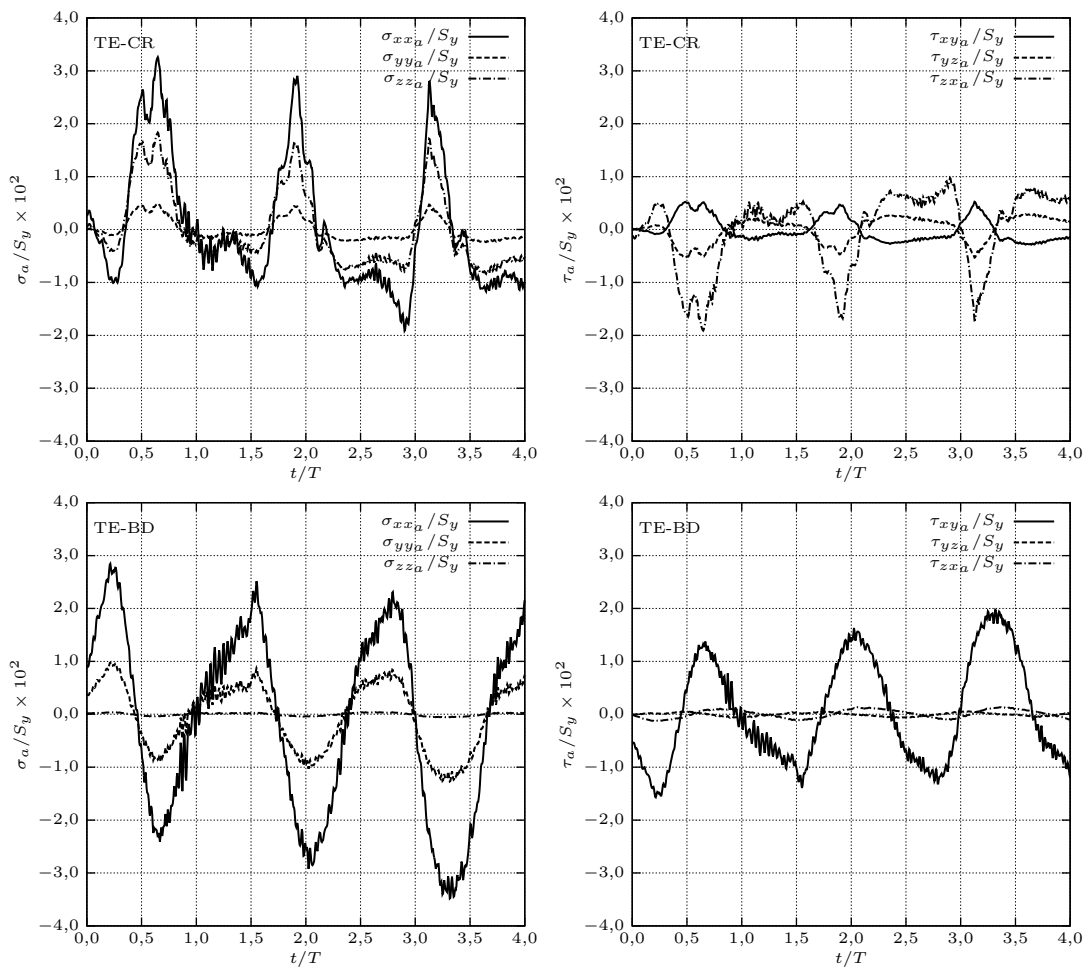 TE-CR
σxxₐ/Sy
σyyₐ/Sy
σzzₐ/Sy
4,0
3,0
2,0
1,0
0,0
−1,0
−2,0
−3,0
−4,0
σₐ/Sy × 10²
0,0 0,5 1,0 1,5 2,0 2,5 3,0 3,5 4,0
t/T
TE-CR
τxyₐ/Sy
τyzₐ/Sy
τzxₐ/Sy
4,0
3,0
2,0
1,0
0,0
−1,0
−2,0
−3,0
−4,0
τₐ/Sy × 10²
0,0 0,5 1,0 1,5 2,0 2,5 3,0 3,5 4,0
t/T
TE-BD
σxxₐ/Sy
σyyₐ/Sy
σzzₐ/Sy
4,0
3,0
2,0
1,0
0,0
−1,0
−2,0
−3,0
−4,0
σₐ/Sy × 10²
0,0 0,5 1,0 1,5 2,0 2,5 3,0 3,5 4,0
t/T
TE-BD
τxyₐ/Sy
τyzₐ/Sy
τzxₐ/Sy
4,0
3,0
2,0
1,0
0,0
−1,0
−2,0
−3,0
−4,0
τₐ/Sy × 10²
0,0 0,5 1,0 1,5 2,0 2,5 3,0 3,5 4,0
t/T